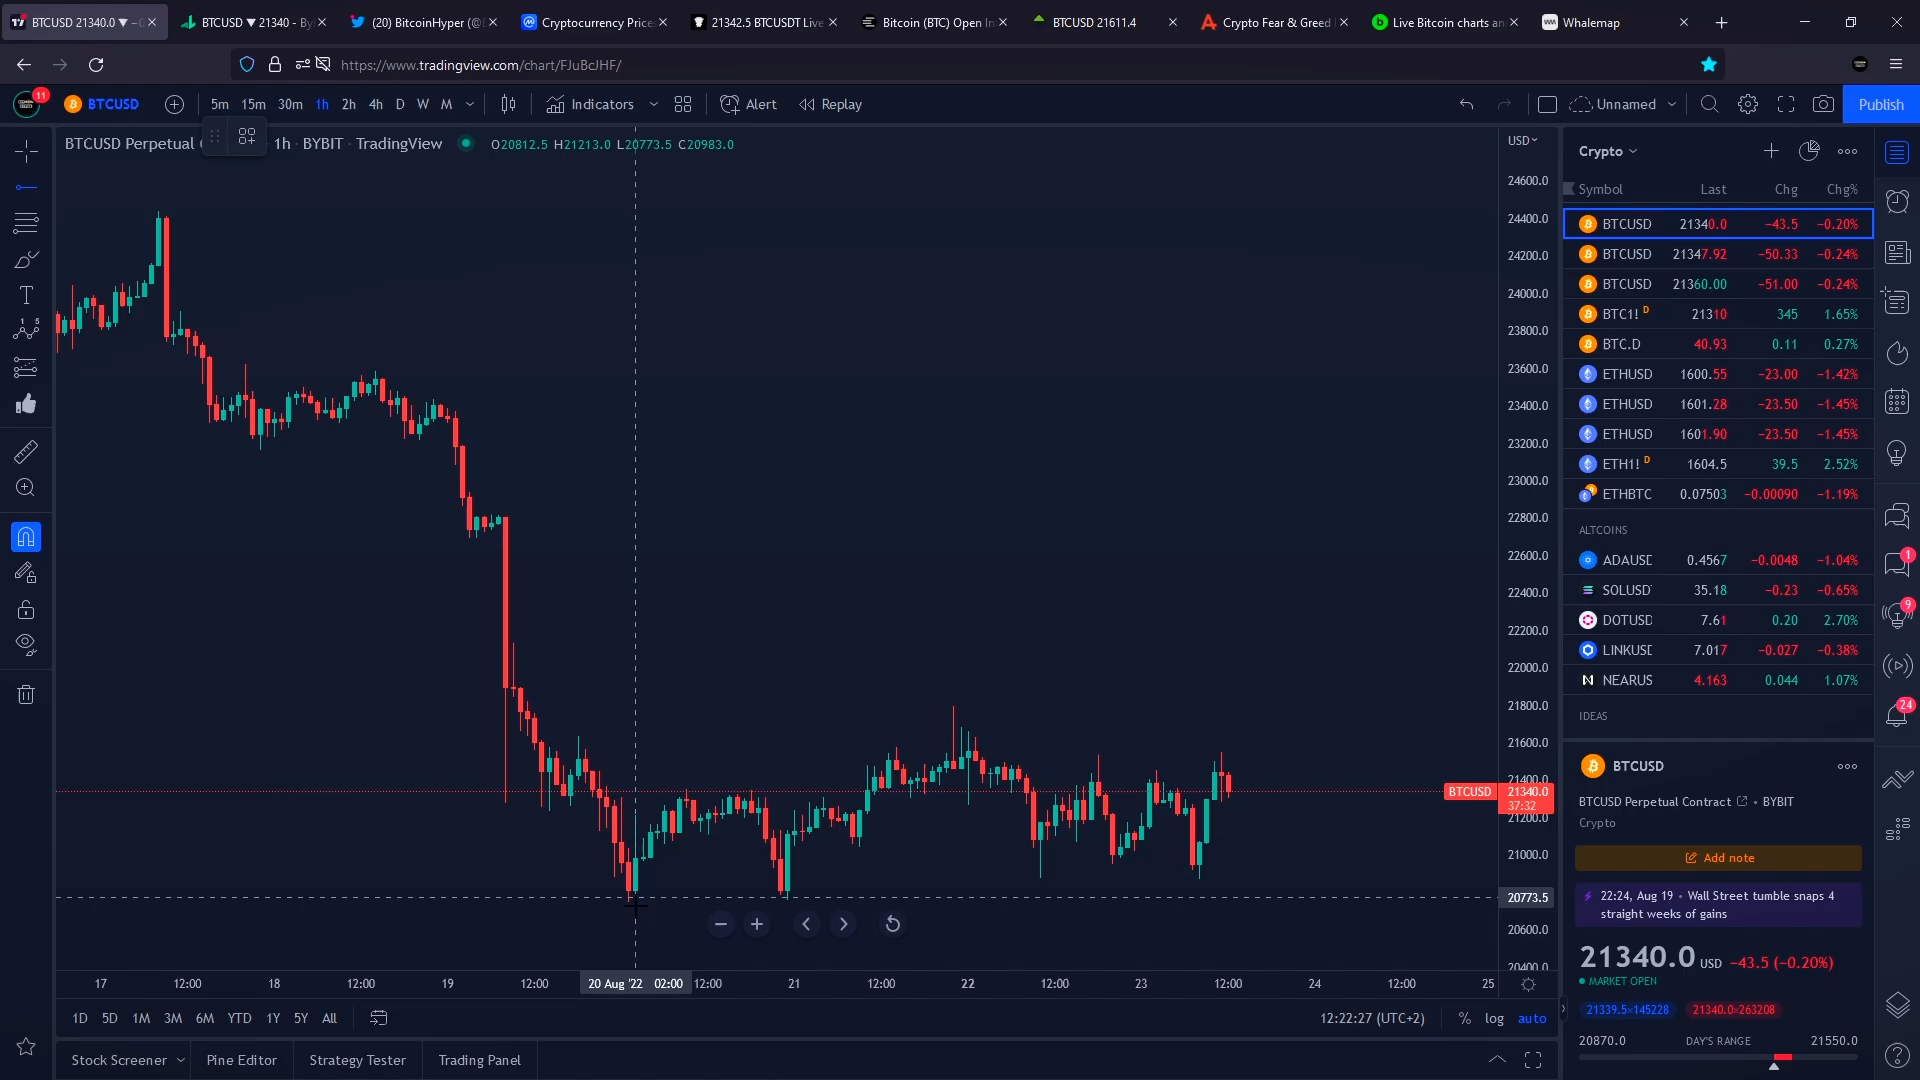 BTCUSD 21340.0 ▼ −0
BTCUSD ▼ 21340 - By
(20) BitcoinHyper (@B
Cryptocurrency Price
21342.5 BTCUSDT Live
Bitcoin (BTC) Open In
BTCUSD 21611.4
Crypto Fear & Greed
Live Bitcoin charts an
Whalemap
https://www.tradingview.com/chart/FJuBcJHF/
11
BTCUSD
5m 15m 30m 1h 2h 4h D W M
Indicators
Alert
Replay
Unnamed
Publish
BTCUSD Perpetual C
1h · BYBIT · TradingView
O20812.5 H21213.0 L20773.5 C20983.0
USD
24600.0
24400.0
24200.0
24000.0
23800.0
23600.0
23400.0
23200.0
23000.0
22800.0
22600.0
22400.0
22200.0
22000.0
21800.0
21600.0
21400.0
BTCUSD 21340.0
37:32
21200.0
21000.0
20773.5
20600.0
20400.0
17 12:00 18 12:00 19 12:00 20 Aug '22 02:00 12:00 21 12:00 22 12:00 23 12:00 24 12:00 25
1D 5D 1M 3M 6M YTD 1Y 5Y All
12:22:27 (UTC+2) % log auto
Stock Screener Pine Editor Strategy Tester Trading Panel
Crypto
Symbol Last Chg Chg%
BTCUSD 21340.0 −43.5 −0.20%
BTCUSD 21347.92 −50.33 −0.24%
BTCUSD 21360.00 −51.00 −0.24%
BTC1! D 21310 345 1.65%
BTC.D 40.93 0.11 0.27%
ETHUSD 1600.55 −23.00 −1.42%
ETHUSD 1601.28 −23.50 −1.45%
ETHUSD 1601.90 −23.50 −1.45%
ETH1! D 1604.5 39.5 2.52%
ETHBTC 0.07503 −0.00090 −1.19%
ALTCOINS
ADAUSD 0.4567 −0.0048 −1.04%
SOLUSD 35.18 −0.23 −0.65%
DOTUSD 7.61 0.20 2.70%
LINKUSD 7.017 −0.027 −0.38%
NEARUS 4.163 0.044 1.07%
IDEAS
BTCUSD
BTCUSD Perpetual Contract • BYBIT
Crypto
Add note
22:24, Aug 19 • Wall Street tumble snaps 4
straight weeks of gains
21340.0 USD −43.5 (−0.20%)
MARKET OPEN
21339.5×145228 21340.0×263208
20870.0 DAY'S RANGE 21550.0
1
9
24